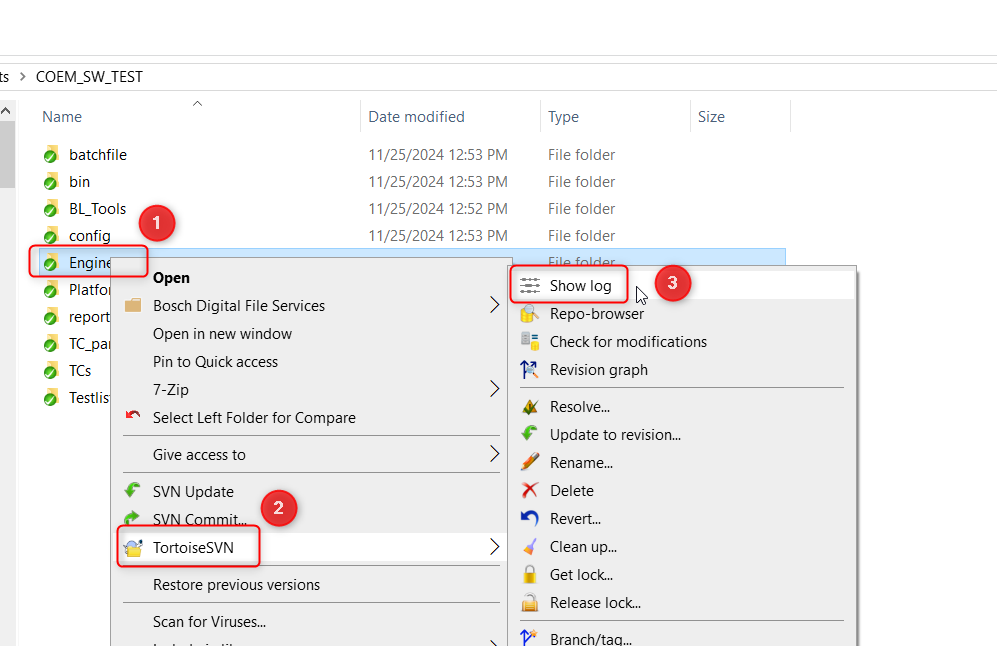 ts > COEM_SW_TEST
Name Date modified Type Size
batchfile 11/25/2024 12:53 PM File folder
bin 11/25/2024 12:53 PM File folder
BL_Tools 11/25/2024 12:52 PM File folder
1
config 11/25/2024 12:53 PM File folder
Engine File folder
Platfor
report
TC_par
TCs
Testlis
Open
Bosch Digital File Services
Open in new window
Pin to Quick access
7-Zip
Select Left Folder for Compare
Give access to
SVN Update
2
SVN Commit...
TortoiseSVN
Restore previous versions
Scan for Viruses...
Show log
3
Repo-browser
Check for modifications
Revision graph
Resolve...
Update to revision...
Rename...
Delete
Revert...
Clean up...
Get lock...
Release lock...
Branch/tag...